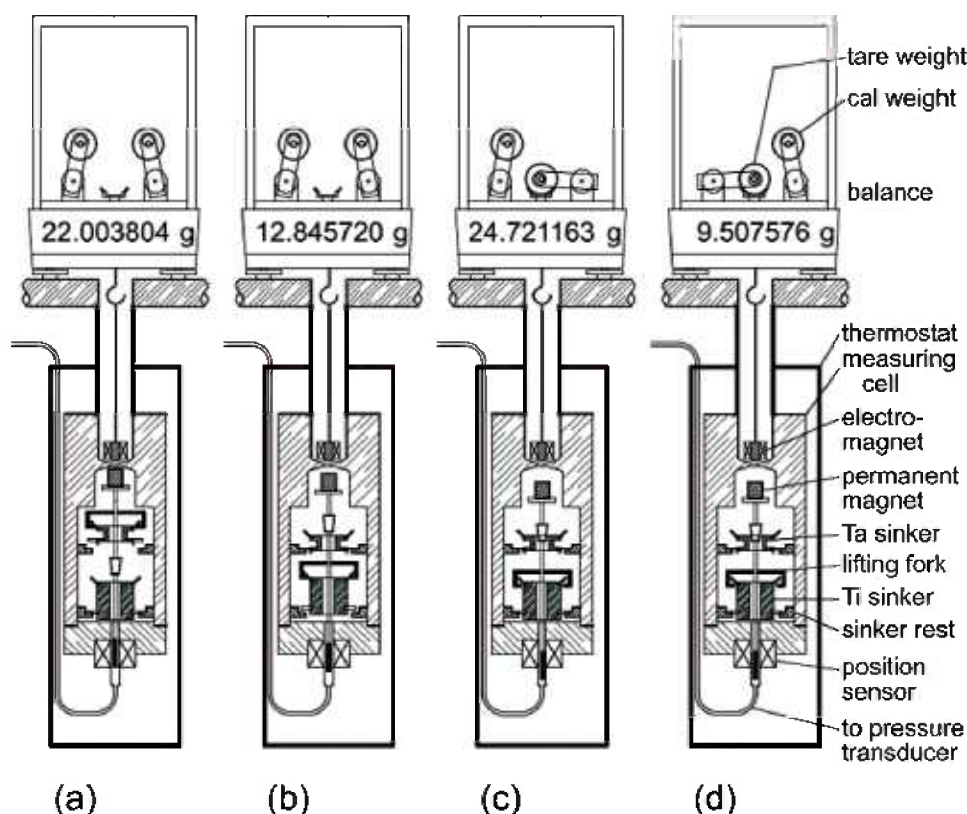 tare weight
cal weight
balance
22.003804 g
12.845720 g
24.721163 g
9.507576 g
thermostat
measuring
cell
electro-
magnet
permanent
magnet
Ta sinker
lifting fork
Ti sinker
sinker rest
position
sensor
to pressure
transducer
(a)
(b)
(c)
(d)